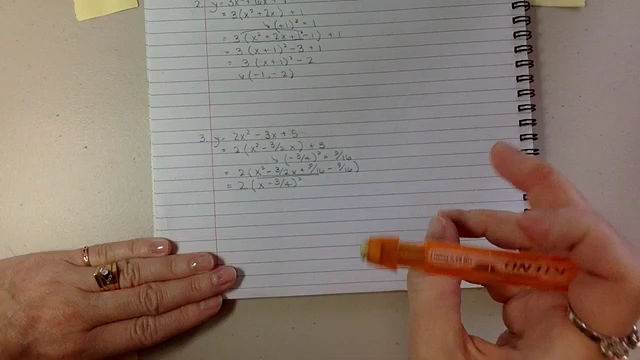 2. y = 3x² + 6x + 1
= 3(x² + 2x) + 1
↳ (+1)² = 1
= 3(x² + 2x + 1 - 1) + 1
= 3(x + 1)² - 3 + 1
= 3(x + 1)² - 2
V(-1, -2)
3. y = 2x² - 3x + 5
= 2(x² - 3/2 x) + 5
↳ (-3/4)² = 9/16
= 2(x² - 3/2x + 9/16 - 9/16)
= 2(x - 3/4)²